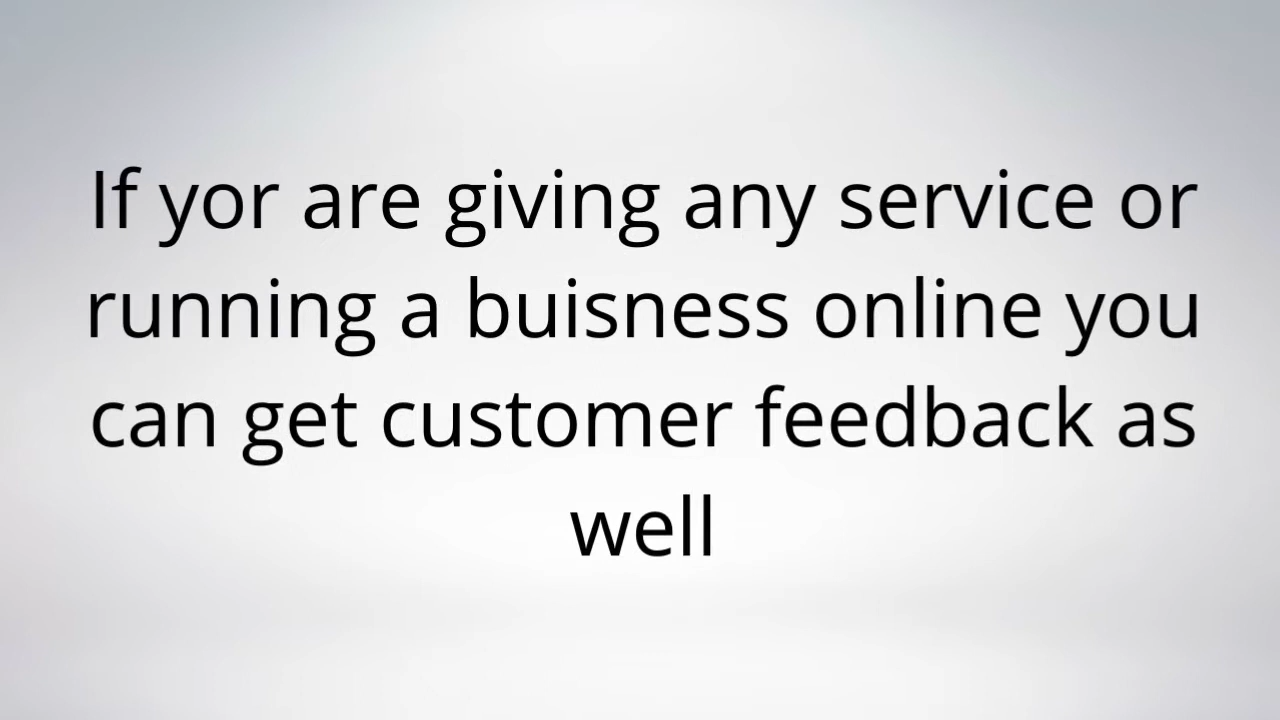 If yor are giving any service or
running a buisness online you
can get customer feedback as
well